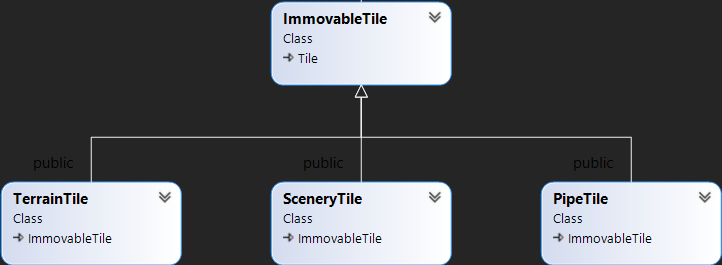 ImmovableTile
Class
Tile
public
public
public
TerrainTile
Class
ImmovableTile
SceneryTile
Class
ImmovableTile
PipeTile
Class
ImmovableTile